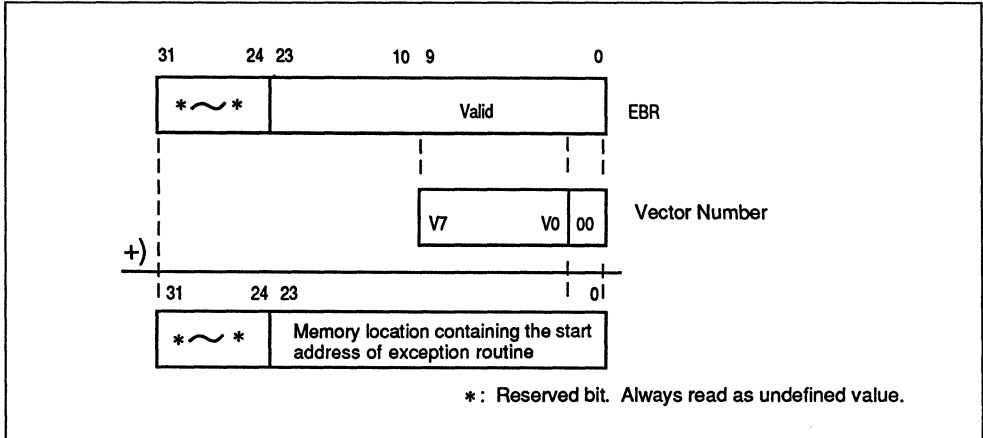 31 24 23 10 9 0
*～* Valid EBR
V7 V0 00 Vector Number
+)
31 24 23 0
*～* Memory location containing the start
address of exception routine
*: Reserved bit. Always read as undefined value.